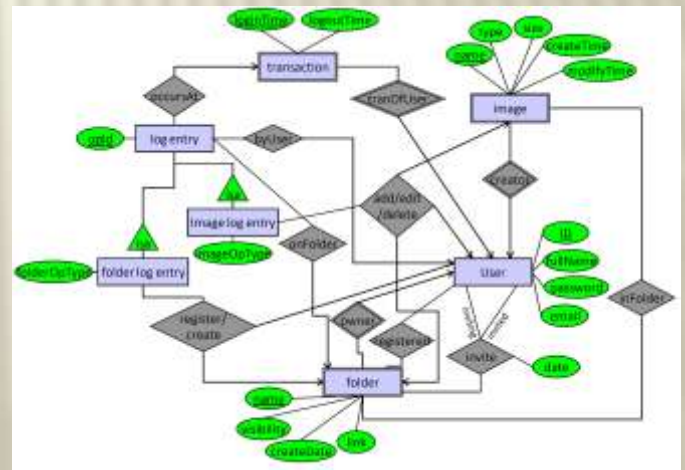 loginTime
logoutTime
transaction
type
size
createTime
name
modifyTime
image
occursAt
tranOfUser
opId
log entry
byUser
creator
isa
isa
Image log entry
add/edit
/delete
onFolder
imageOpType
folderOpType
folder log entry
User
ID
fullName
password
email
inFolder
register/
create
owner
registered
invited
invite
date
folder
name
visibility
createDate
link